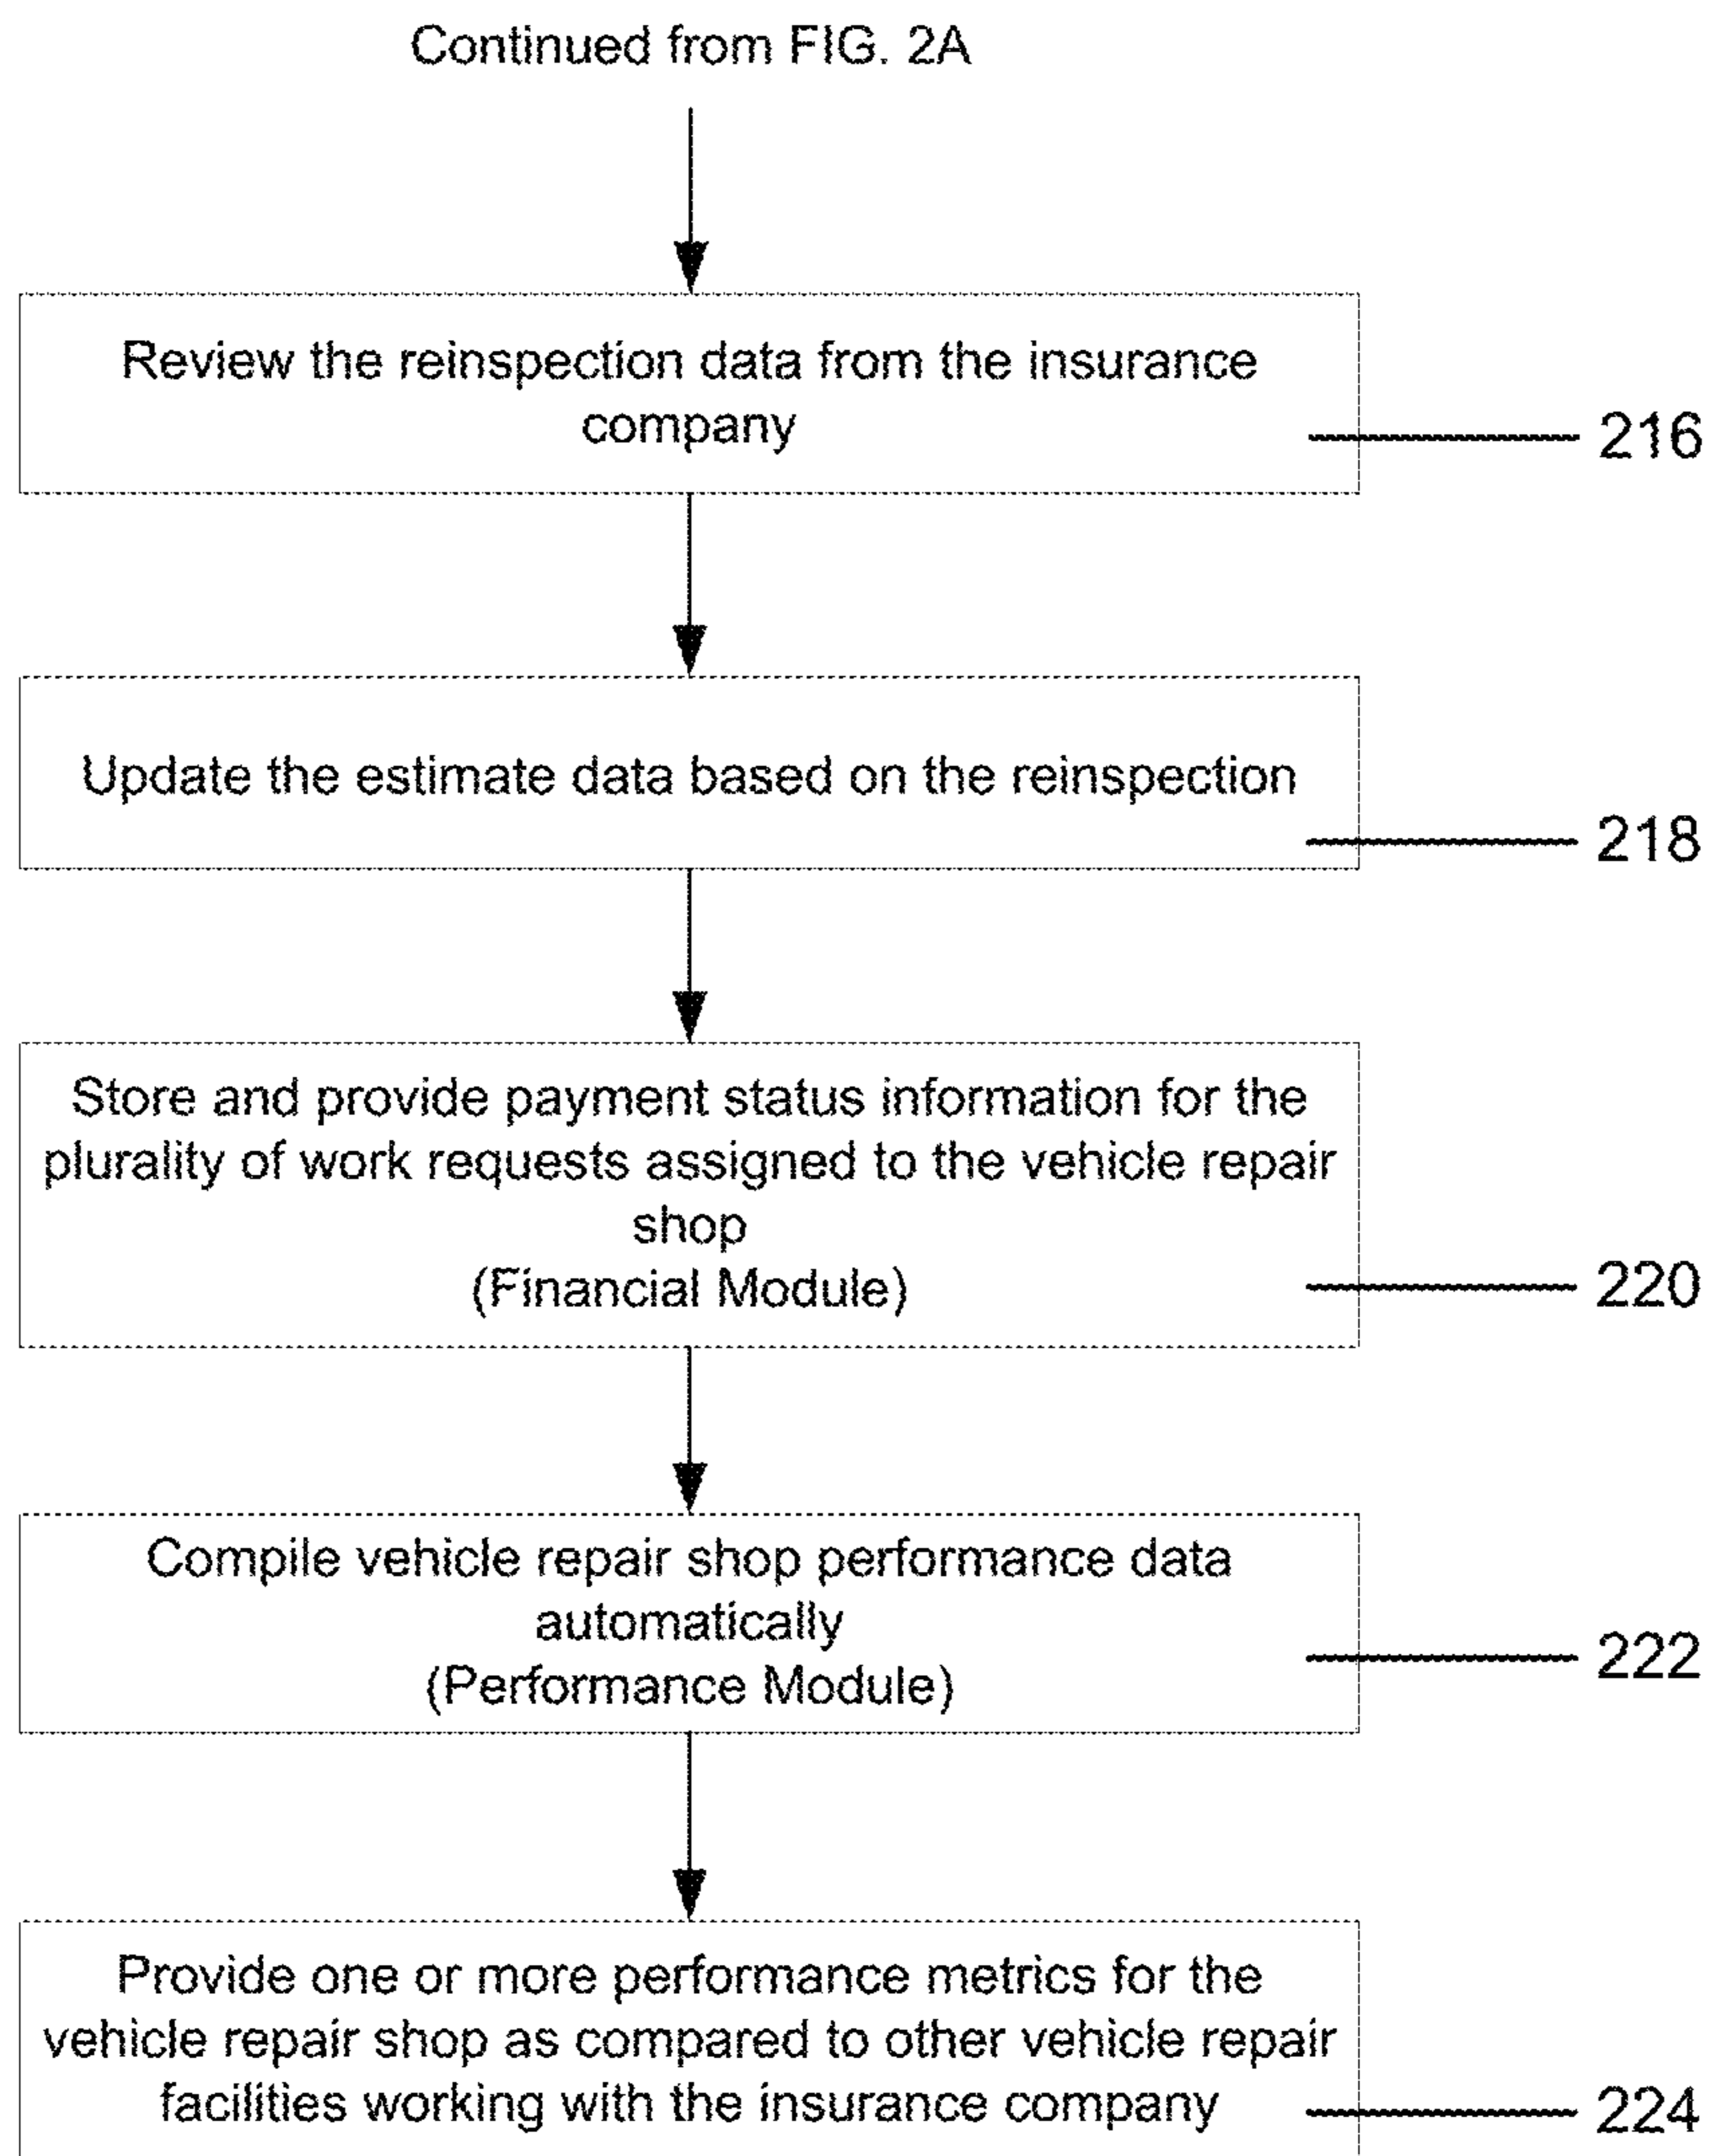 Continued from FIG. 2A
Review the reinspection data from the insurance
company
216
Update the estimate data based on the reinspection
218
Store and provide payment status information for the
plurality of work requests assigned to the vehicle repair
shop
(Financial Module)
220
Compile vehicle repair shop performance data
automatically
(Performance Module)
222
Provide one or more performance metrics for the
vehicle repair shop as compared to other vehicle repair
facilities working with the insurance company
224